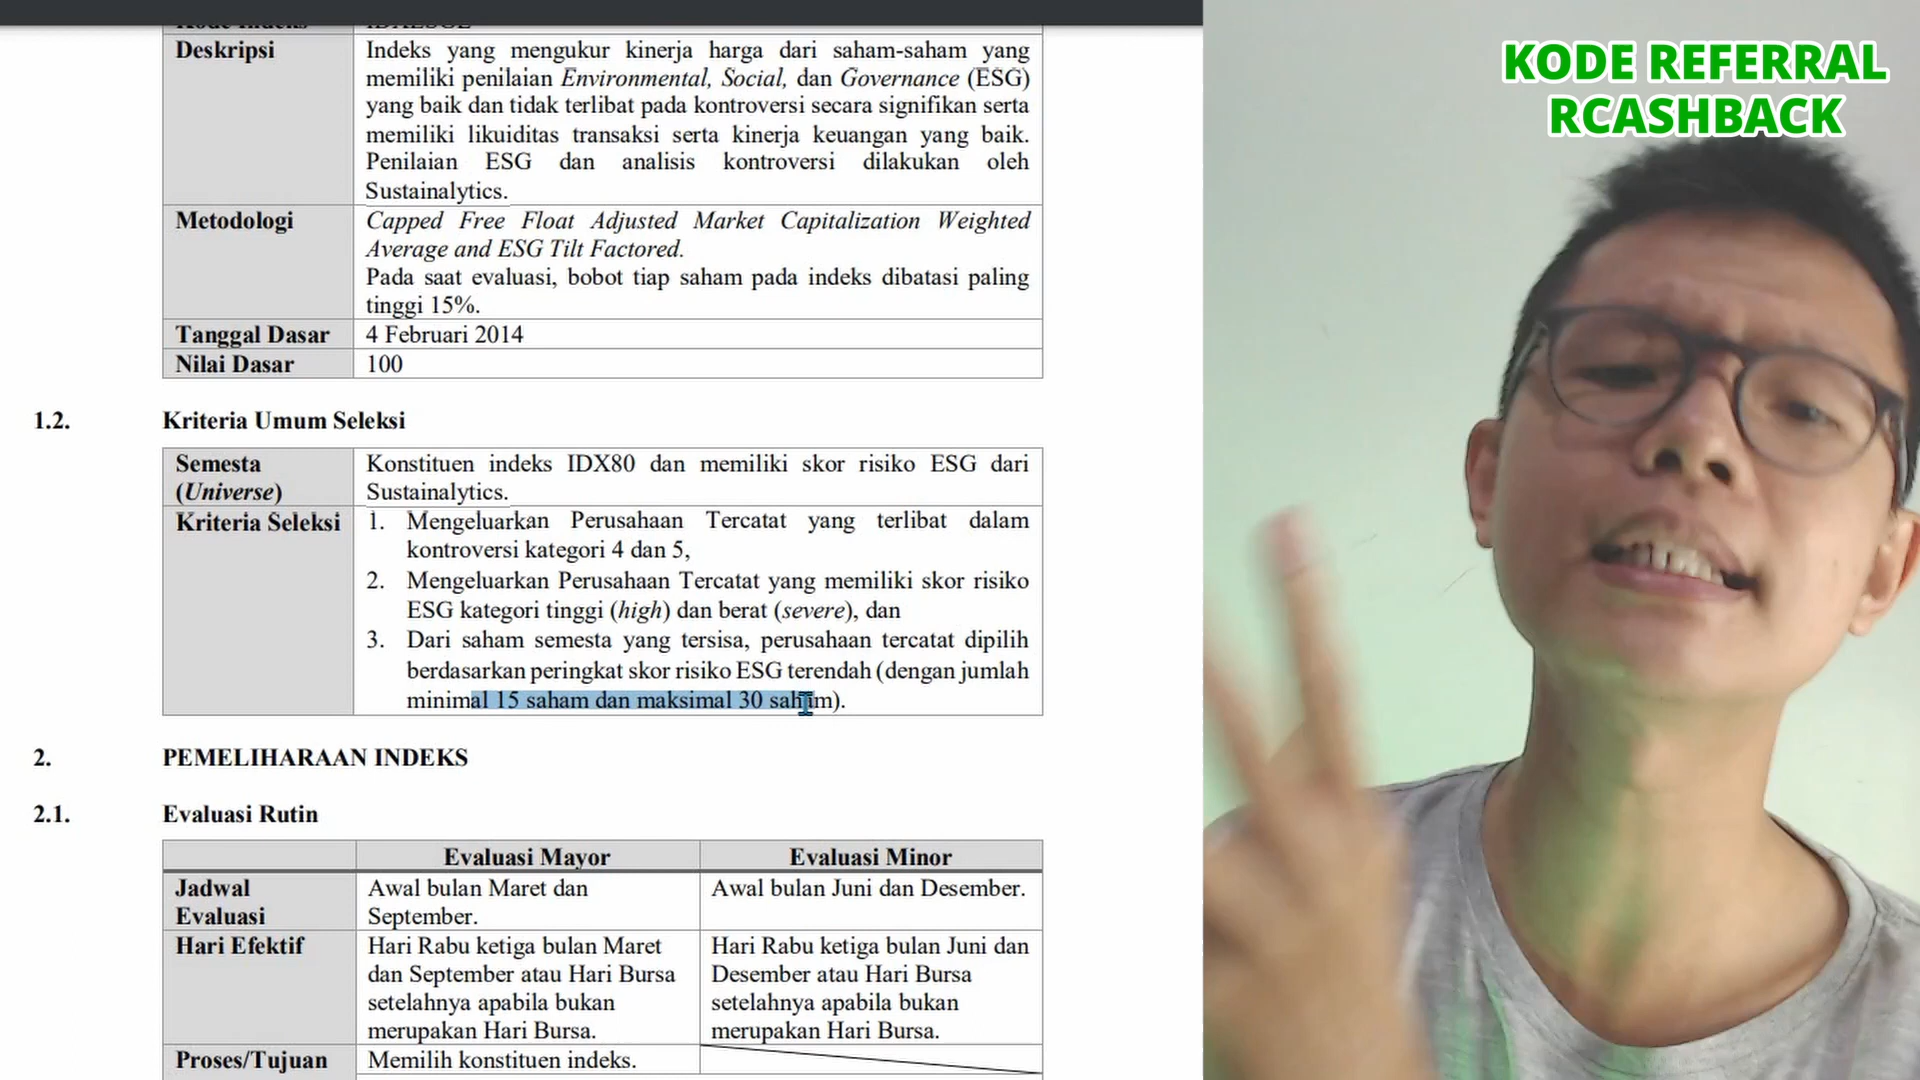 KODE REFERRAL
RCASHBACK
Deskripsi
Indeks yang mengukur kinerja harga dari saham-saham yang
memiliki penilaian Environmental, Social, dan Governance (ESG)
yang baik dan tidak terlibat pada kontroversi secara signifikan serta
memiliki likuiditas transaksi serta kinerja keuangan yang baik.
Penilaian ESG dan analisis kontroversi dilakukan oleh
Sustainalytics.
Metodologi
Capped Free Float Adjusted Market Capitalization Weighted
Average and ESG Tilt Factored.
Pada saat evaluasi, bobot tiap saham pada indeks dibatasi paling
tinggi 15%.
Tanggal Dasar
4 Februari 2014
Nilai Dasar
100
1.2. Kriteria Umum Seleksi
Semesta
(Universe)
Konstituen indeks IDX80 dan memiliki skor risiko ESG dari
Sustainalytics.
Kriteria Seleksi
1. Mengeluarkan Perusahaan Tercatat yang terlibat dalam
kontroversi kategori 4 dan 5,
2. Mengeluarkan Perusahaan Tercatat yang memiliki skor risiko
ESG kategori tinggi (high) dan berat (severe), dan
3. Dari saham semesta yang tersisa, perusahaan tercatat dipilih
berdasarkan peringkat skor risiko ESG terendah (dengan jumlah
minimal 15 saham dan maksimal 30 saham).
2. PEMELIHARAAN INDEKS
2.1. Evaluasi Rutin
Evaluasi Mayor
Evaluasi Minor
Jadwal
Evaluasi
Awal bulan Maret dan
September.
Awal bulan Juni dan Desember.
Hari Efektif
Hari Rabu ketiga bulan Maret
dan September atau Hari Bursa
setelahnya apabila bukan
merupakan Hari Bursa.
Hari Rabu ketiga bulan Juni dan
Desember atau Hari Bursa
setelahnya apabila bukan
merupakan Hari Bursa.
Proses/Tujuan
Memilih konstituen indeks.